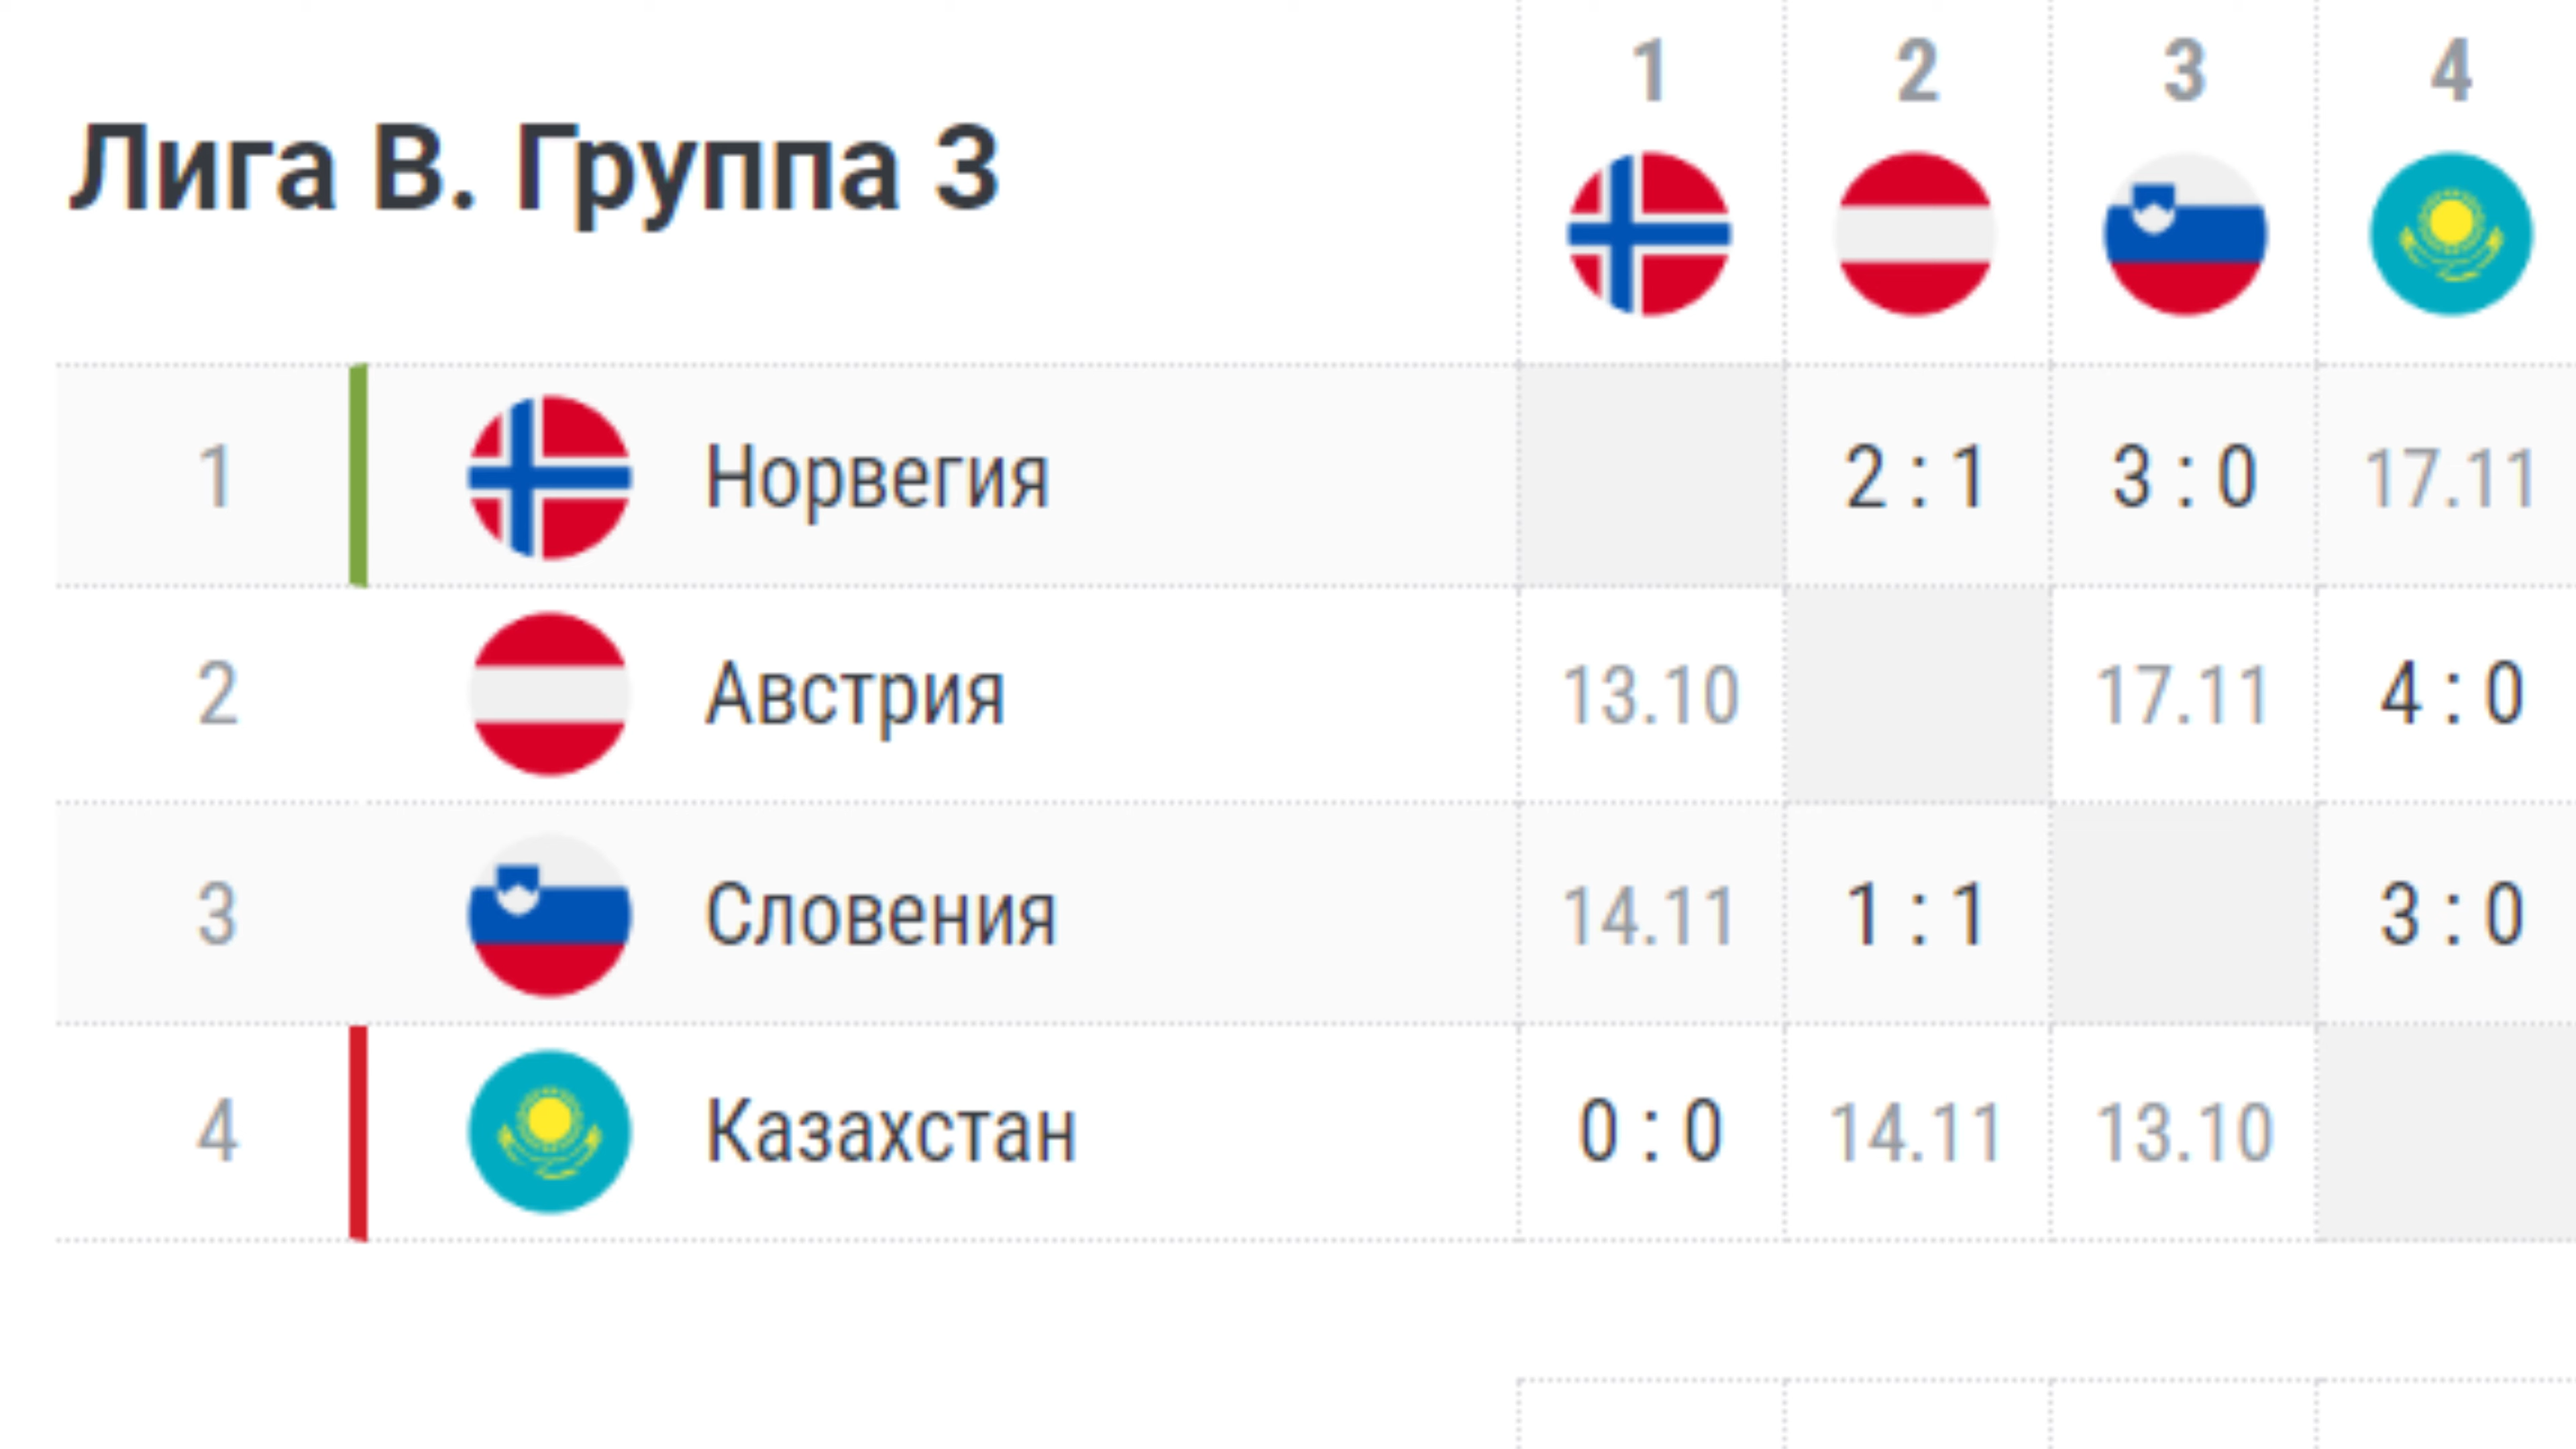 1 2 3 4
Лига В. Группа 3
1 Норвегия 2 : 1 3 : 0 17.11
2 Австрия 13.10 17.11 4 : 0
3 Словения 14.11 1 : 1 3 : 0
4 Казахстан 0 : 0 14.11 13.10